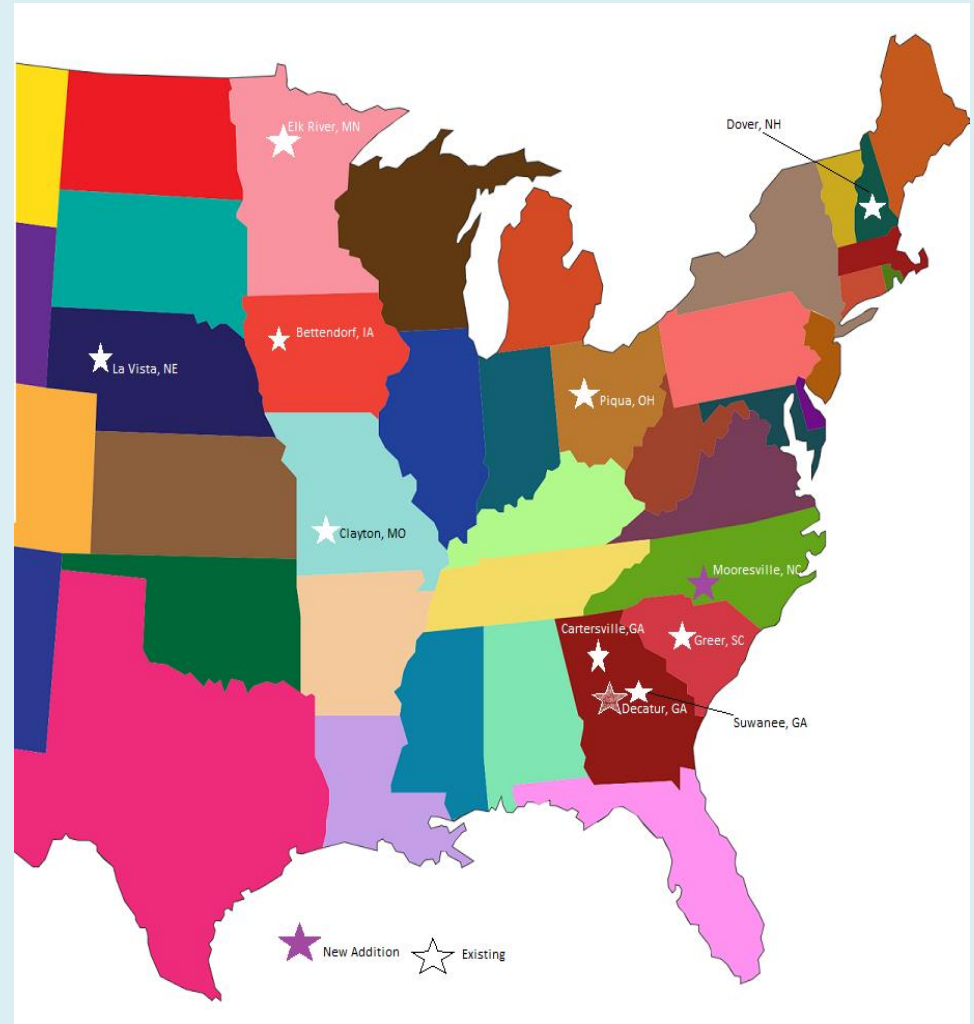 Dover, NH
Elk River, MN
Bettendorf, IA
La Vista, NE
Piqua, OH
Clayton, MO
Mooresville, NC
Cartersville,GA
Greer, SC
Decatur, GA
Suwanee, GA
New Addition
Existing